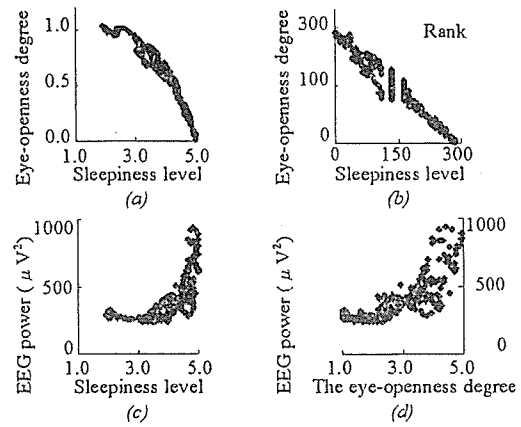 Eye-openness degree
1.0
0.5
0.0
1.0
3.0
5.0
Sleepiness level
(a)
Eye-openness degree
300
100
0
Rank
0
150
300
Sleepiness level
(b)
EEG power ( μ V²)
1000
500
0
1.0
3.0
5.0
Sleepiness level
(c)
EEG power ( μ V²)
1000
500
0
1.0
3.0
5.0
The eye-openness degree
(d)